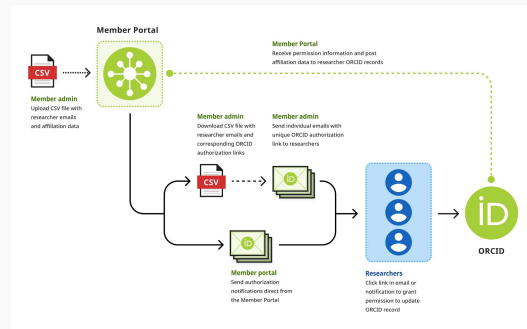 Member Portal
Member Portal
Receive permission information and post
affiliation data to researcher ORCID records
CSV
Member admin
Upload CSV file with
researcher emails
and affiliation data
Member admin
Download CSV file with
researcher emails and
corresponding ORCID
authorization links
Member admin
Send individual emails with
unique ORCID authorization
link to researchers
CSV
iD
iD
ORCID
iD
Member portal
Send authorization
notifications direct from
the Member Portal
Researchers
Click link in email or
notification to grant
permission to update
ORCID record